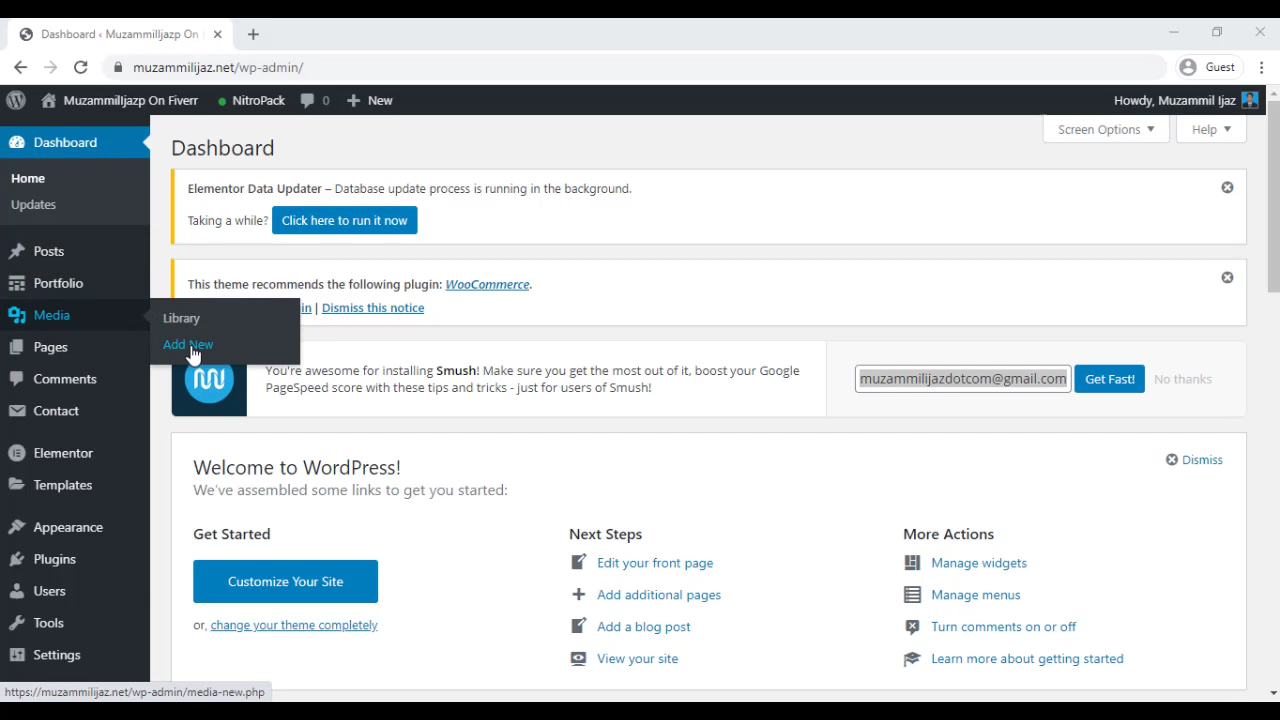 Dashboard ‹ Muzammilljazp On
muzammilijaz.net/wp-admin/
Guest
MuzammIljazp On Fiverr
NitroPack
0
New
Howdy, Muzammil Ijaz
Dashboard
Home
Updates
Posts
Portfolio
Media
Pages
Comments
Contact
Elementor
Templates
Appearance
Plugins
Users
Tools
Settings
Library
Add New
Screen Options
Help
Dashboard
Elementor Data Updater – Database update process is running in the background.
Taking a while? Click here to run it now
This theme recommends the following plugin: WooCommerce.
in | Dismiss this notice
You're awesome for installing Smush! Make sure you get the most out of it, boost your Google
PageSpeed score with these tips and tricks - just for users of Smush!
muzammilijazdotcom@gmail.com
Get Fast!
No thanks
Welcome to WordPress!
Dismiss
We've assembled some links to get you started:
Get Started
Customize Your Site
or, change your theme completely
Next Steps
Edit your front page
Add additional pages
Add a blog post
View your site
More Actions
Manage widgets
Manage menus
Turn comments on or off
Learn more about getting started
https://muzammilijaz.net/wp-admin/media-new.php